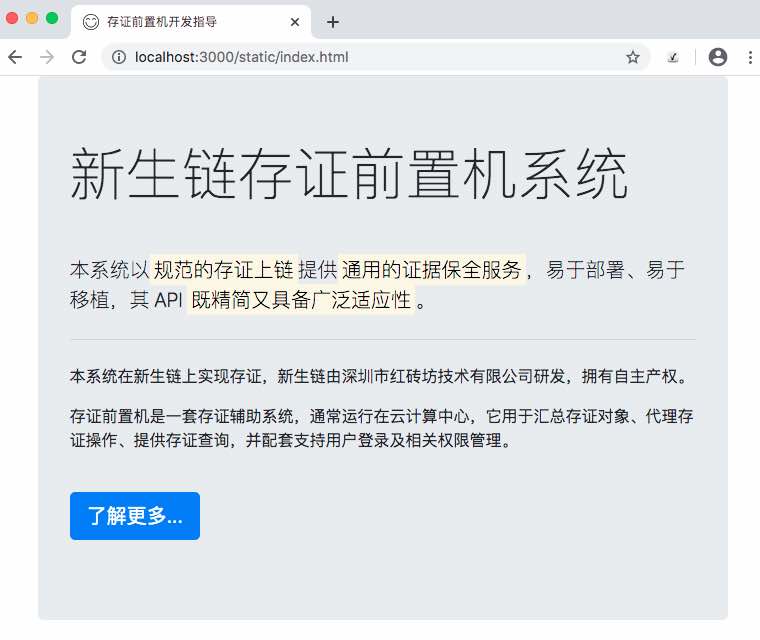 存证前置机开发指导
localhost:3000/static/index.html
新生链存证前置机系统
本系统以 规范的存证上链 提供 通用的证据保全服务 ，易于部署、易于
移植，其 API 既精简又具备广泛适应性 。
本系统在新生链上实现存证，新生链由深圳市红砖坊技术有限公司研发，拥有自主产权。
存证前置机是一套存证辅助系统，通常运行在云计算中心，它用于汇总存证对象、代理存
证操作、提供存证查询，并配套支持用户登录及相关权限管理。
了解更多...